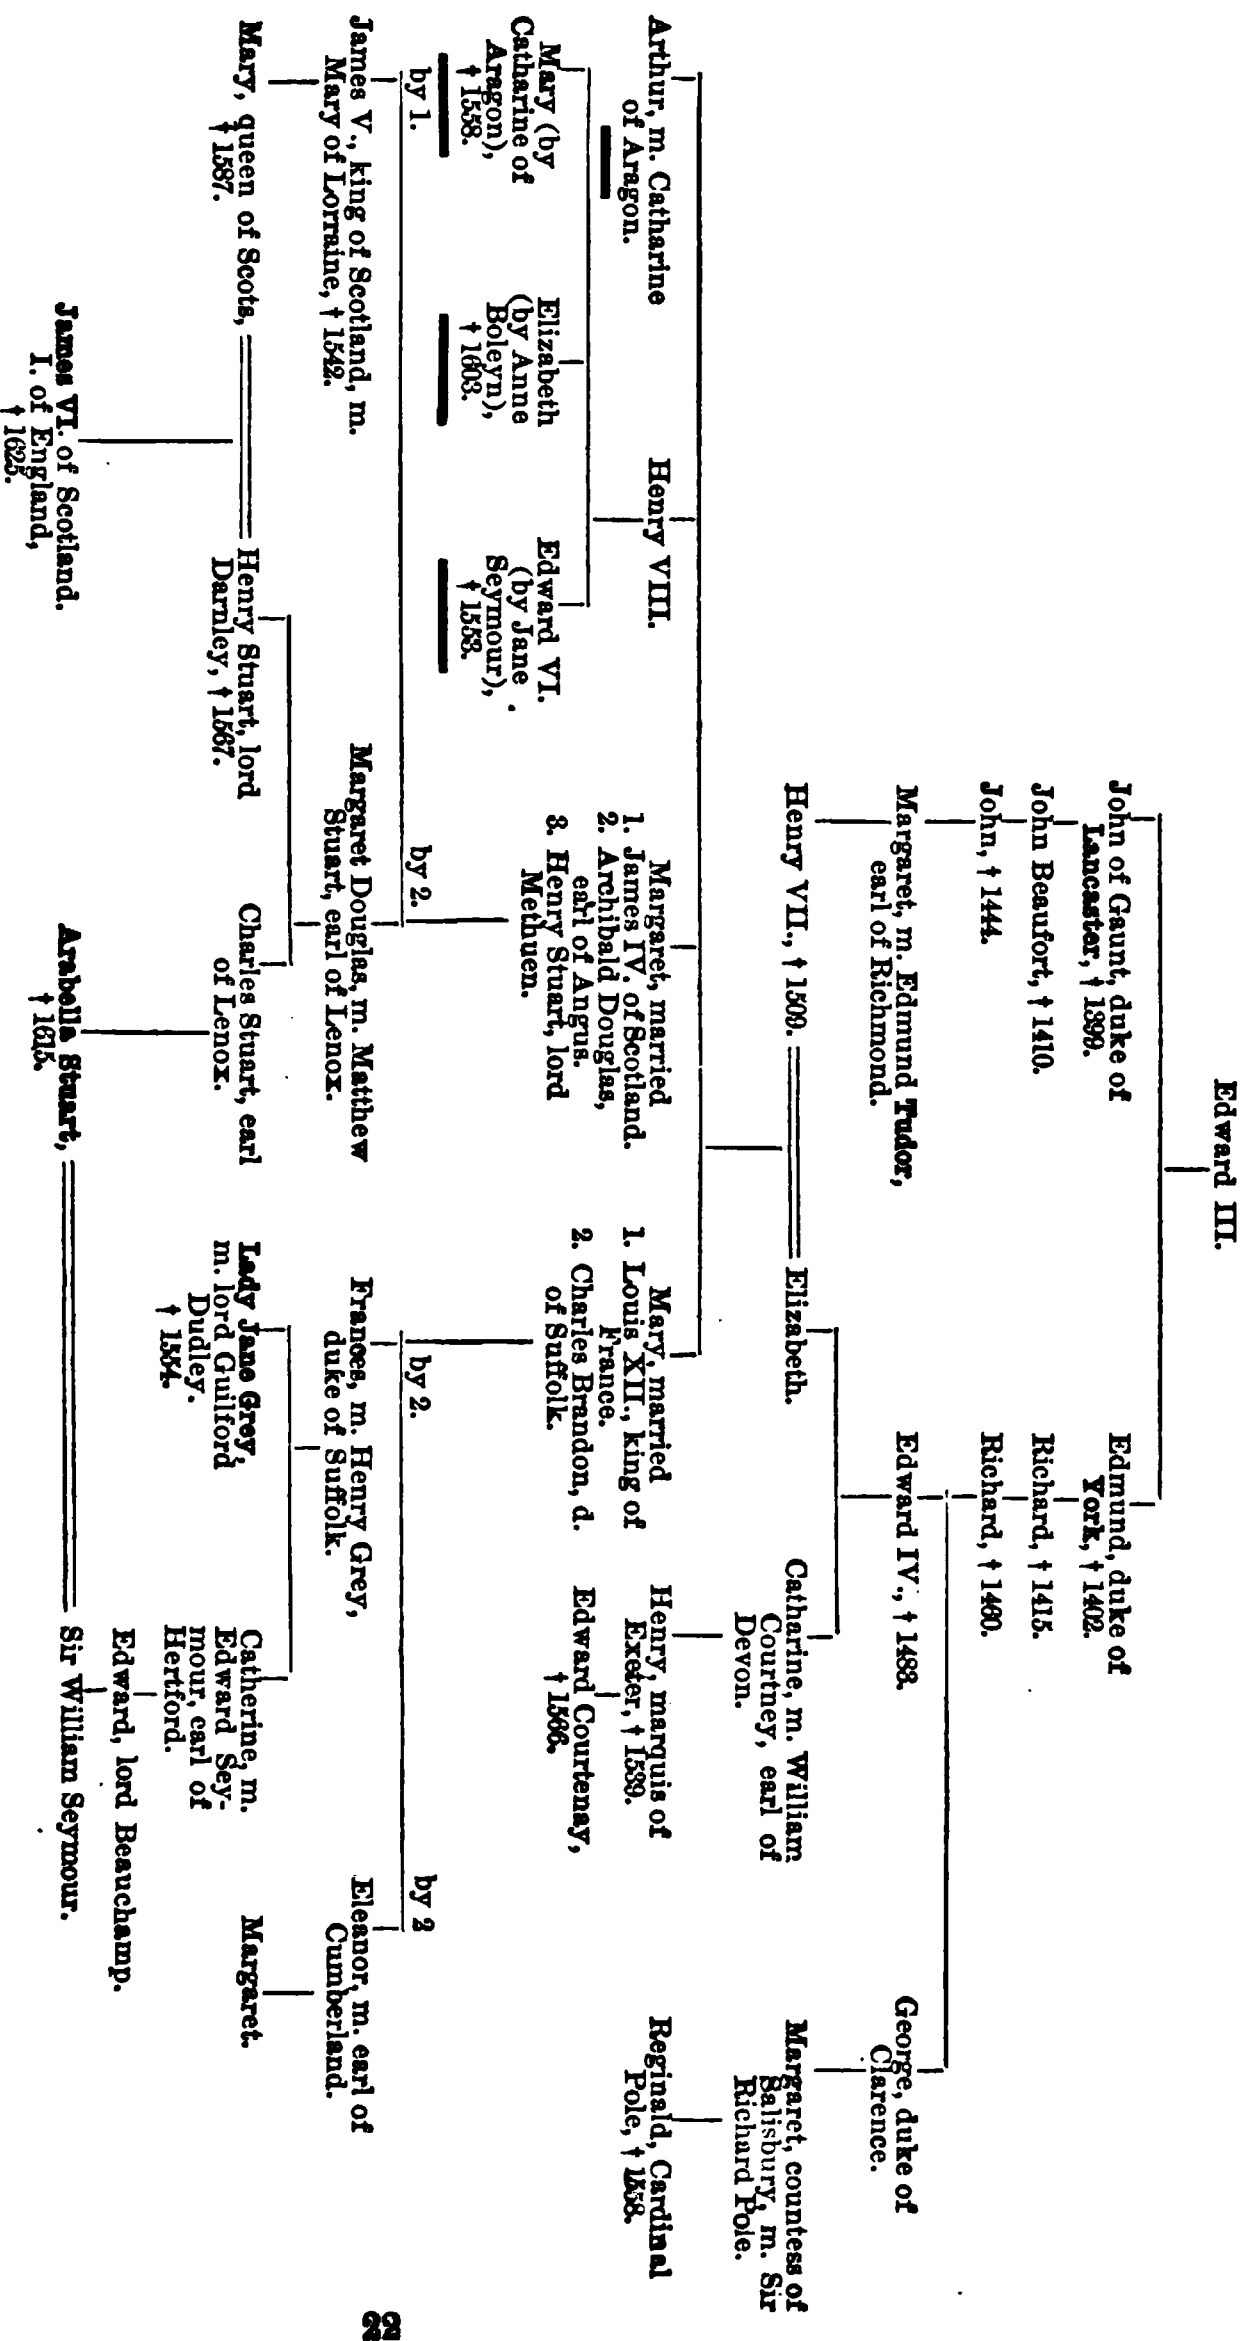 Edward III.
John of Gaunt, duke of
Lancaster, † 1399.
Edmund, duke of
York, † 1402.
John Beaufort, † 1410.
Richard, † 1415.
John, † 1444.
Richard, † 1460.
Margaret, m. Edmund Tudor,
earl of Richmond.
Edward IV., † 1483.
George, duke of
Clarence.
Henry VII., † 1509.
Elizabeth.
Catharine, m. William
Courtney, earl of
Devon.
Margaret, countess of
Salisbury, m. Sir
Richard Pole.
Arthur, m. Catharine
of Aragon.
Henry VIII.
Margaret, married
1. James IV. of Scotland.
2. Archibald Douglas,
earl of Angus.
3. Henry Stuart, lord
Methuen.
Mary, married
1. Louis XII., king of
France.
2. Charles Brandon, d.
of Suffolk.
Henry, marquis of
Exeter, † 1539.
Edward Courtenay,
† 1566.
Reginald, Cardinal
Pole, † 1558.
Mary (by
Catharine of
Aragon),
† 1558.
Elizabeth
(by Anne
Boleyn),
† 1603.
Edward VI.
(by Jane
Seymour),
† 1553.
by 1.
by 2.
by 2.
by 2
James V., king of Scotland, m.
Mary of Lorraine, † 1542.
Margaret Douglas, m. Matthew
Stuart, earl of Lenox.
Frances, m. Henry Grey,
duke of Suffolk.
Eleanor, m. earl of
Cumberland.
Mary, queen of Scots,
† 1587.
Henry Stuart, lord
Darnley, † 1567.
Charles Stuart, earl
of Lenox.
Lady Jane Grey,
m. lord Guilford
Dudley.
† 1554.
Catherine, m.
Edward Sey-
mour, earl of
Hertford.
Margaret.
Edward, lord Beauchamp.
James VI. of Scotland.
I. of England,
† 1625.
Arabella Stuart,
† 1615.
Sir William Seymour.